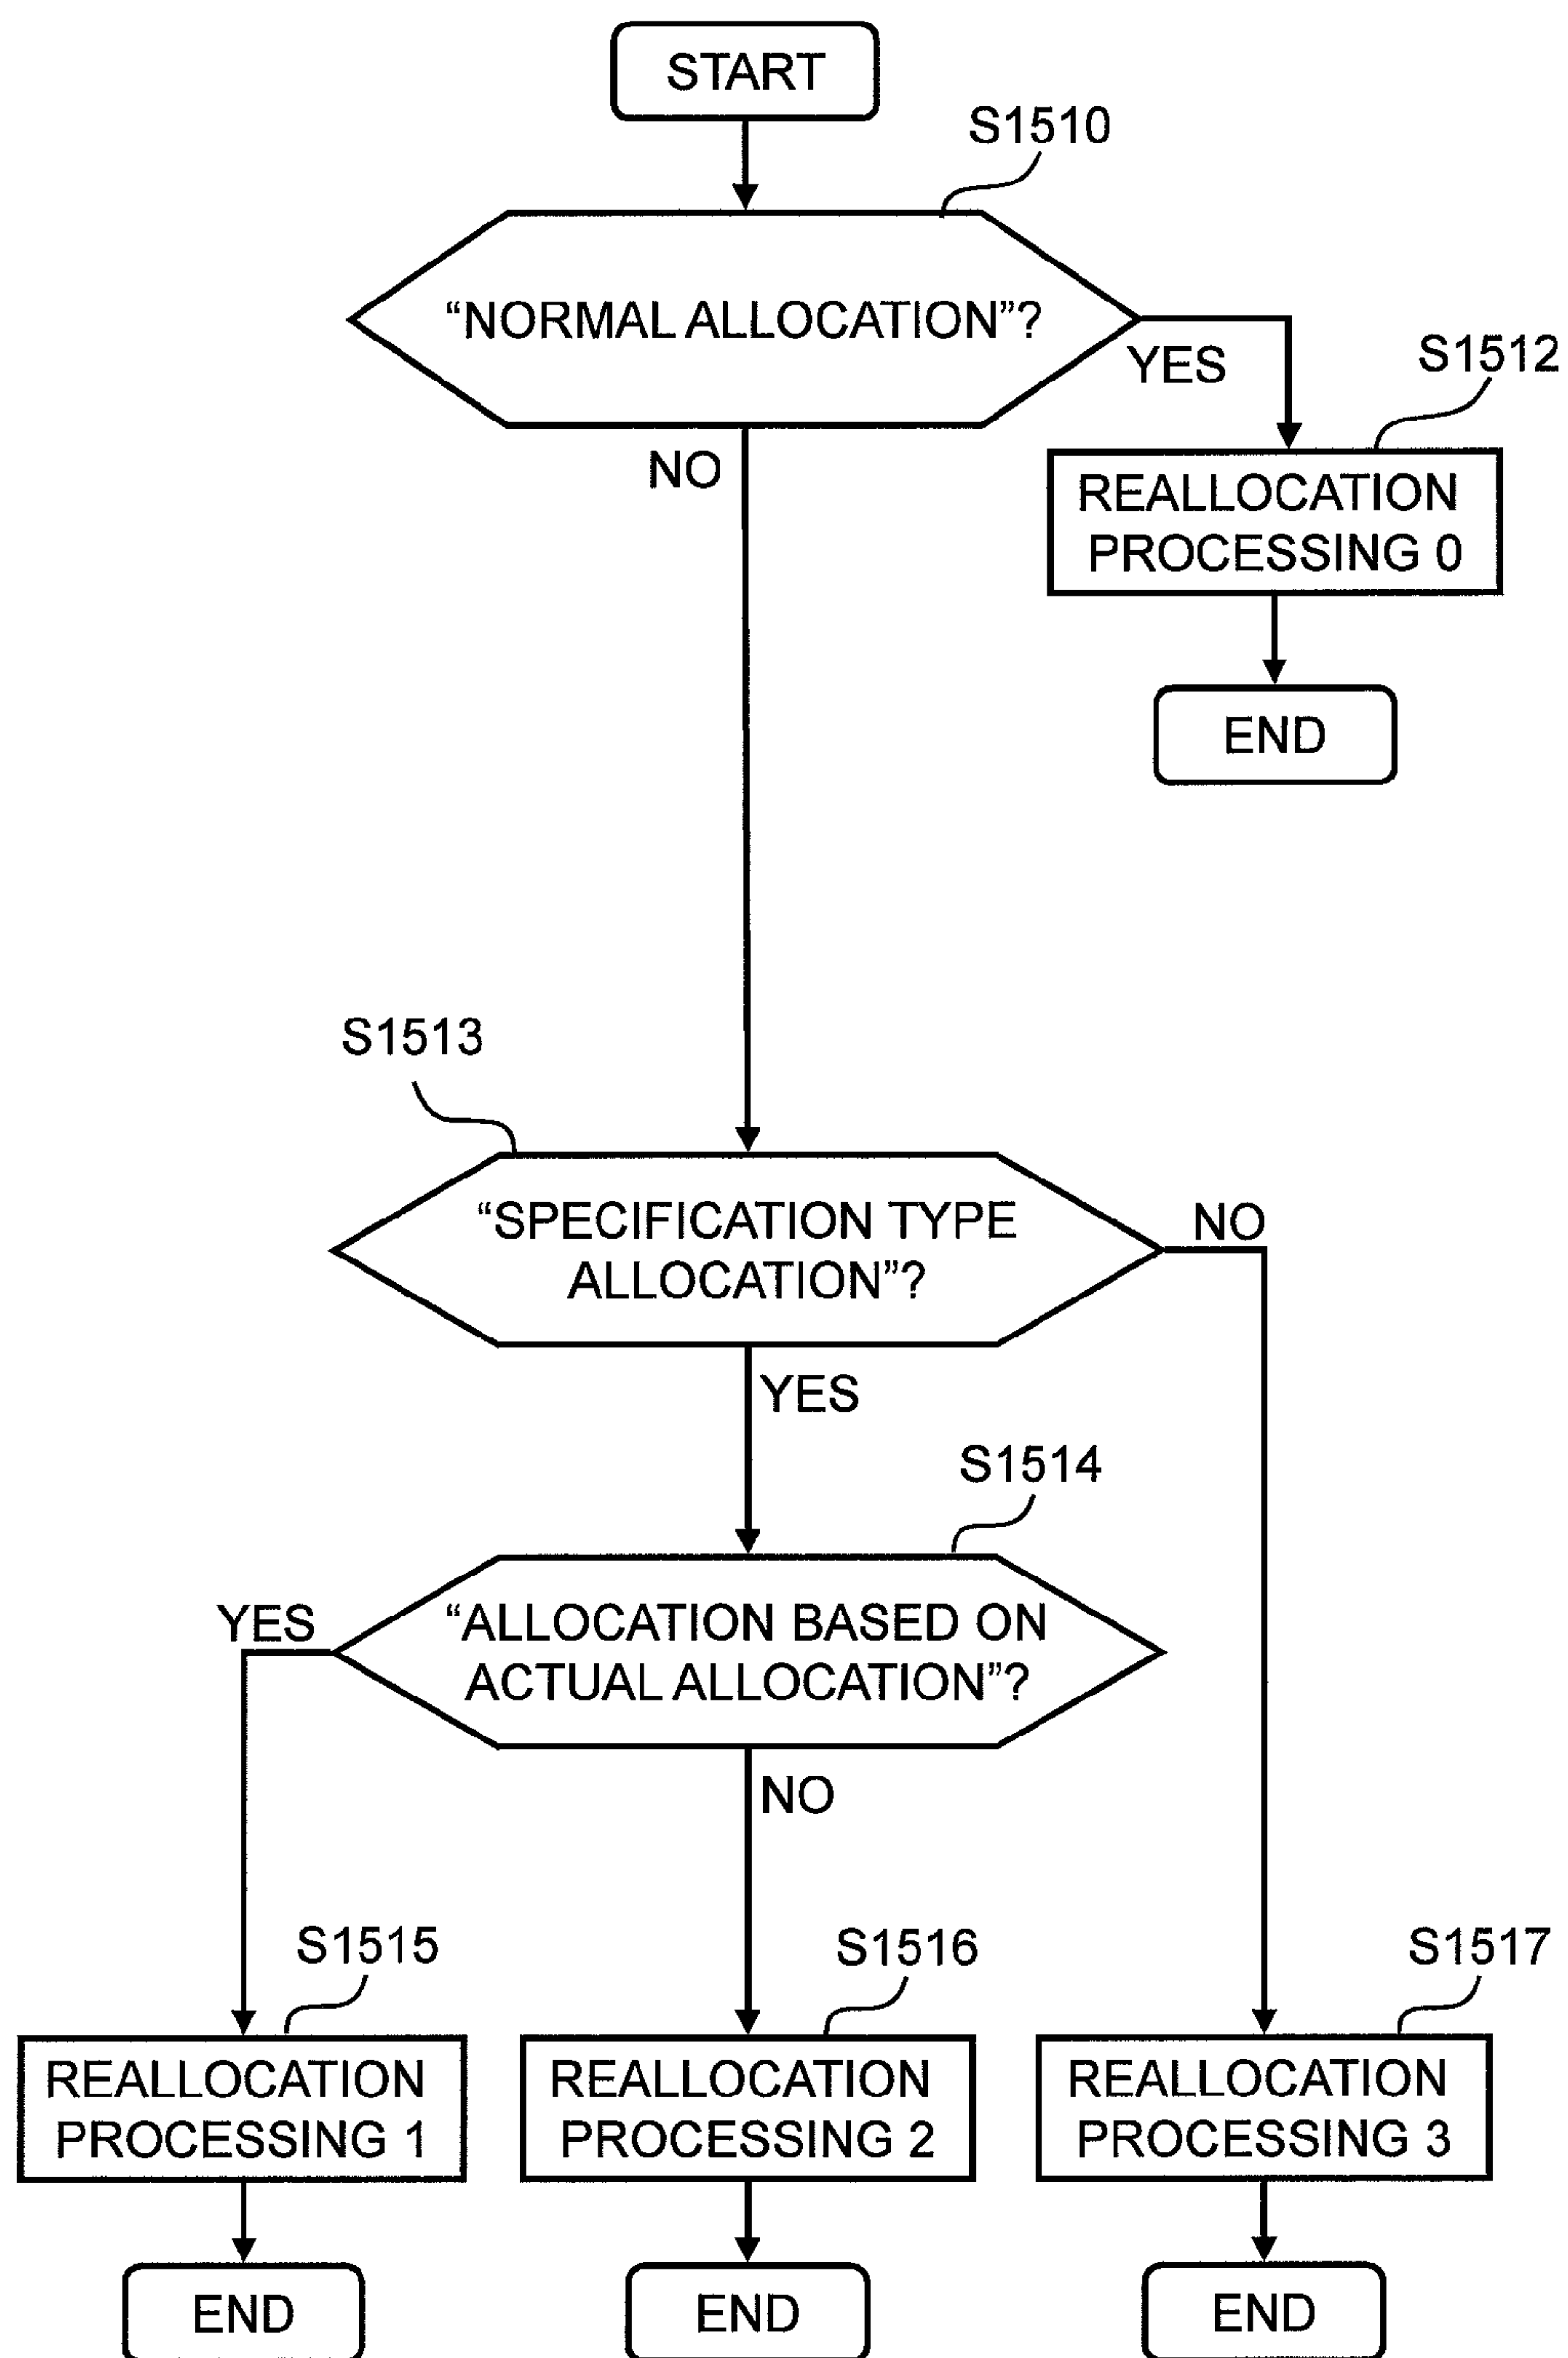 START
S1510
“NORMAL ALLOCATION”?
YES
S1512
NO
REALLOCATION
PROCESSING 0
END
S1513
“SPECIFICATION TYPE
ALLOCATION”?
NO
YES
S1514
“ALLOCATION BASED ON
ACTUAL ALLOCATION”?
YES
NO
S1515
S1516
S1517
REALLOCATION
PROCESSING 1
REALLOCATION
PROCESSING 2
REALLOCATION
PROCESSING 3
END
END
END